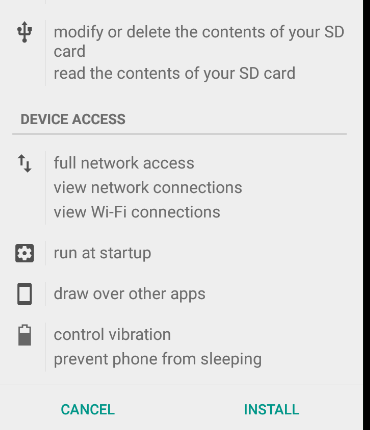 modify or delete the contents of your SD
card
read the contents of your SD card
DEVICE ACCESS
full network access
view network connections
view Wi-Fi connections
run at startup
draw over other apps
control vibration
prevent phone from sleeping
CANCEL INSTALL